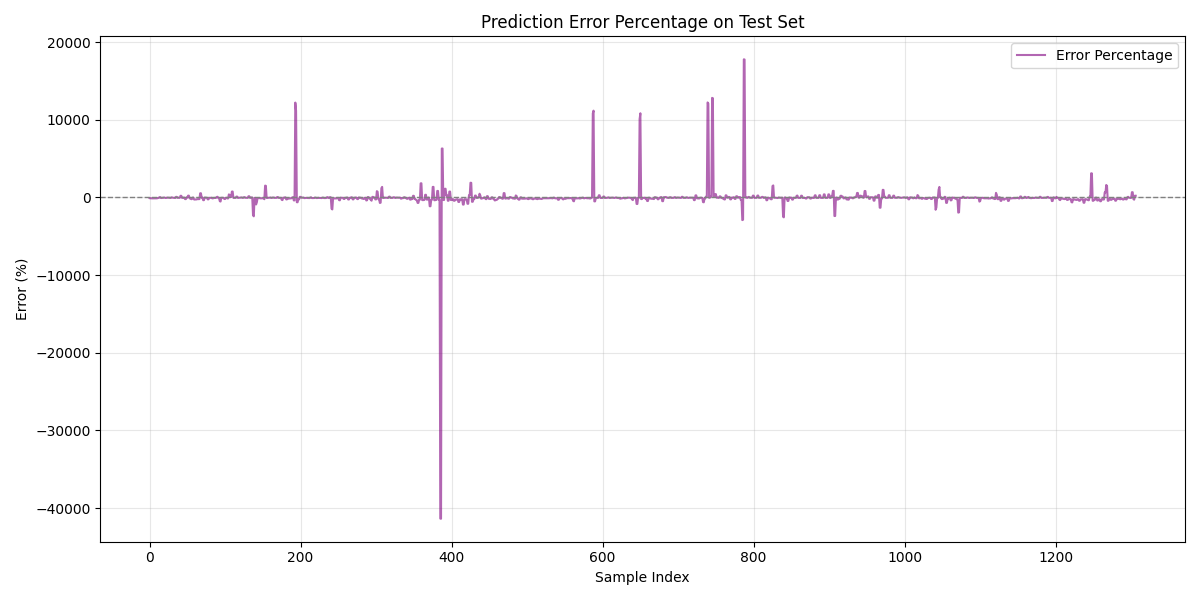 Prediction Error Percentage on Test Set
Error Percentage
20000
10000
0
−10000
−20000
−30000
−40000
Error (%)
0 200 400 600 800 1000 1200
Sample Index